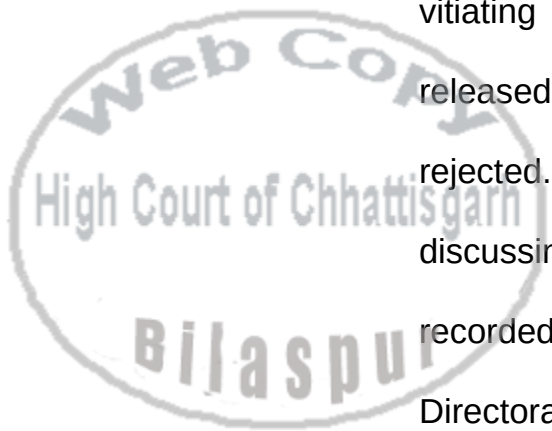 vitiating
Web Copy
released
rejected.
High Court of Chhattisgarh
discussin
recorded
Bilaspur
Directora